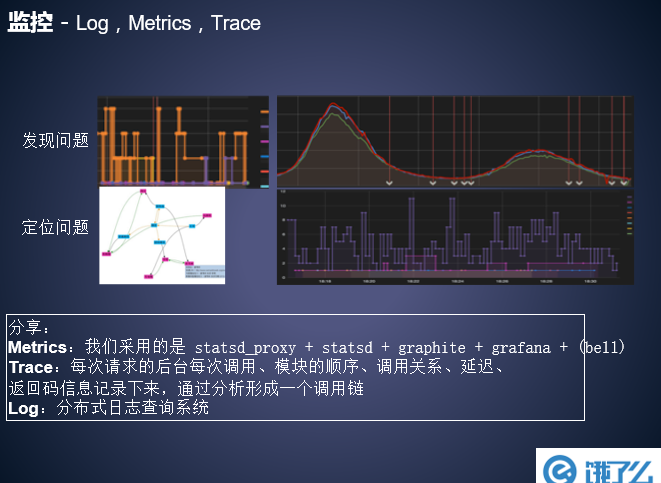 监控 - Log , Metrics , Trace
发现问题
定位问题
分享:
Metrics: 我们采用的是 statsd_proxy + statsd + graphite + grafana + (bell)
Trace: 每次请求的后台每次调用、模块的顺序、调用关系、延迟、
返回码信息记录下来, 通过分析形成一个调用链
Log: 分布式日志查询系统
饿了么